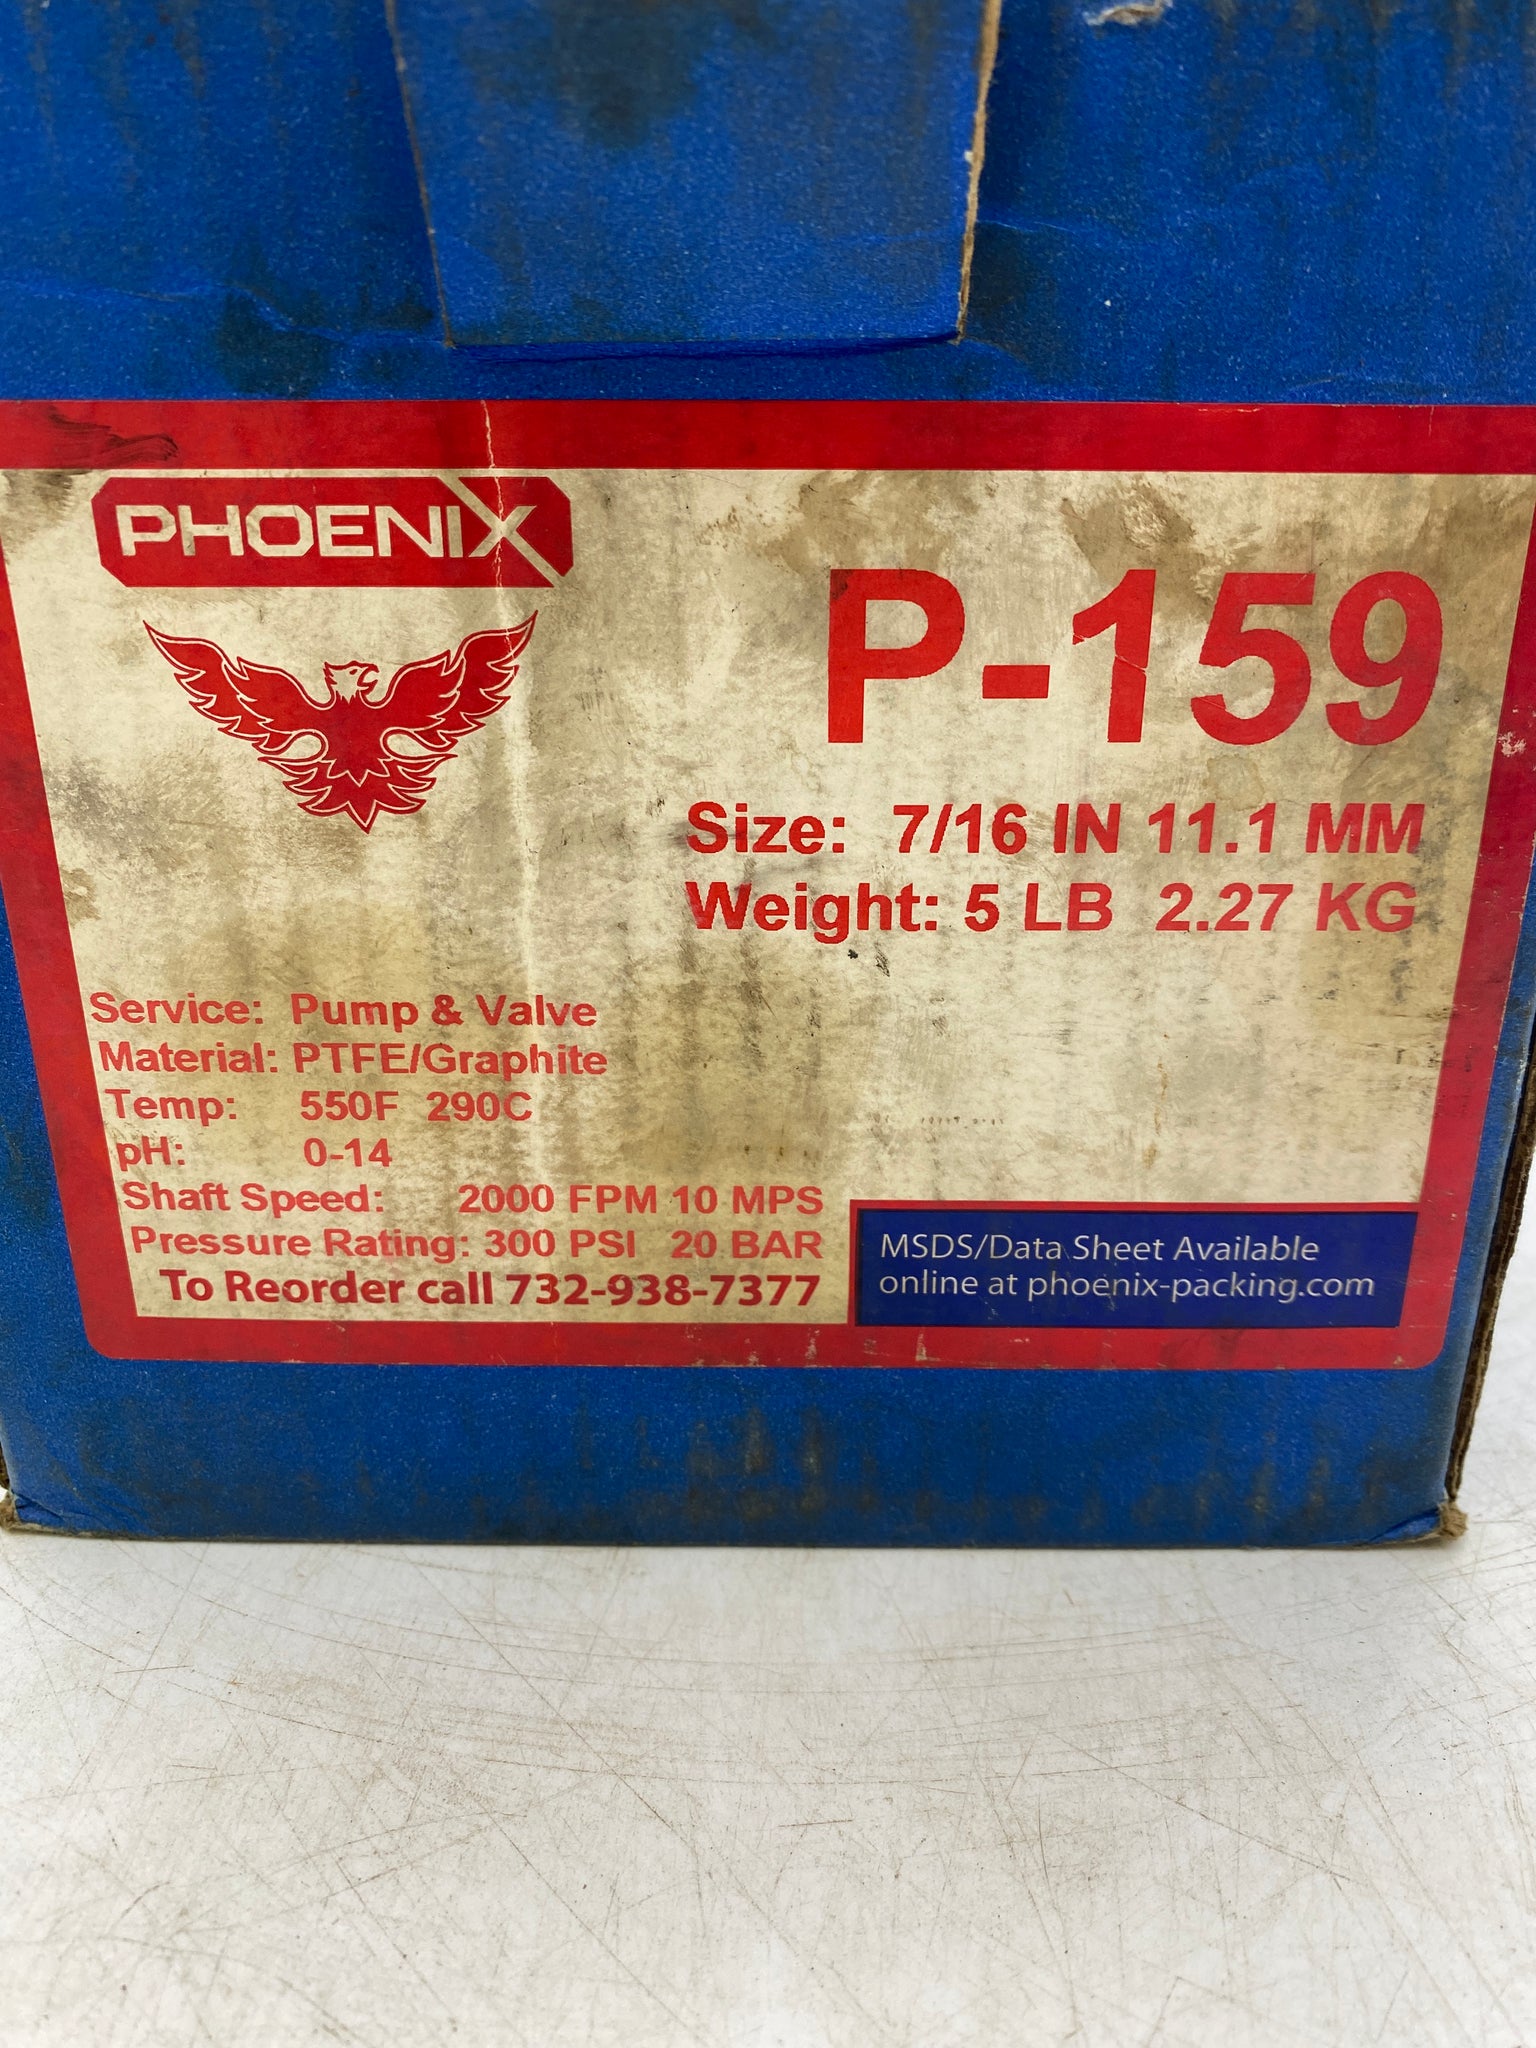 PHOENIX
P-159
Size: 7/16 IN 11.1 MM
Weight: 5 LB 2.27 KG
Service: Pump & Valve
Material: PTFE/Graphite
Temp: 550F 290C
pH: 0-14
Shaft Speed: 2000 FPM 10 MPS
Pressure Rating: 300 PSI 20 BAR
To Reorder call 732-938-7377
MSDS/Data Sheet Available
online at phoenix-packing.com